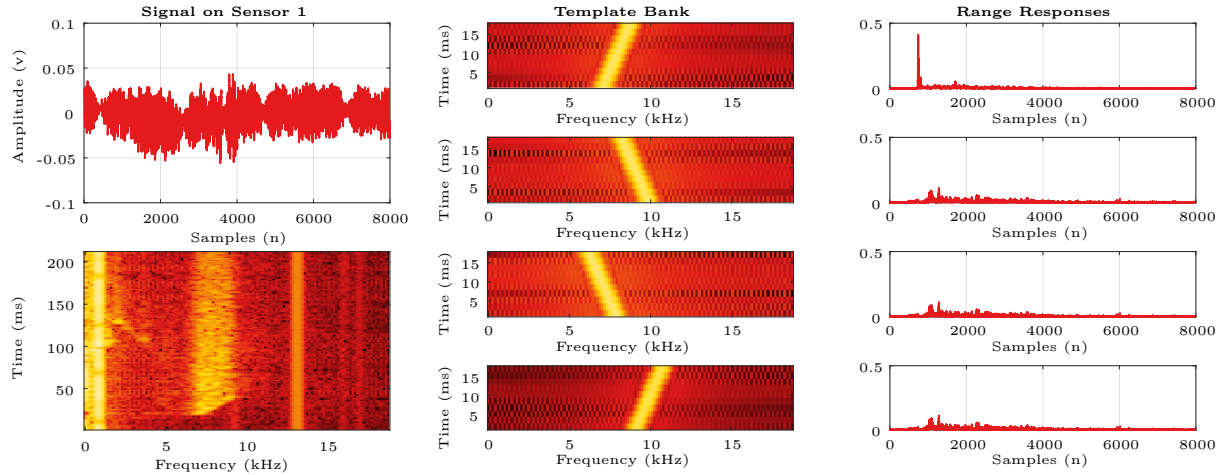 Signal on Sensor 1
0.1
0.05
0
-0.05
-0.1
Amplitude (v)
0 2000 4000 6000 8000
Samples (n)
200
150
100
50
Time (ms)
0 5 10 15
Frequency (kHz)
Template Bank
15
10
5
Time (ms)
0 5 10 15
Frequency (kHz)
15
10
5
Time (ms)
0 5 10 15
Frequency (kHz)
15
10
5
Time (ms)
0 5 10 15
Frequency (kHz)
15
10
5
Time (ms)
0 5 10 15
Frequency (kHz)
Range Responses
0.5
0
0 2000 4000 6000 8000
Samples (n)
0.5
0
0 2000 4000 6000 8000
Samples (n)
0.5
0
0 2000 4000 6000 8000
Samples (n)
0.5
0
0 2000 4000 6000 8000
Samples (n)